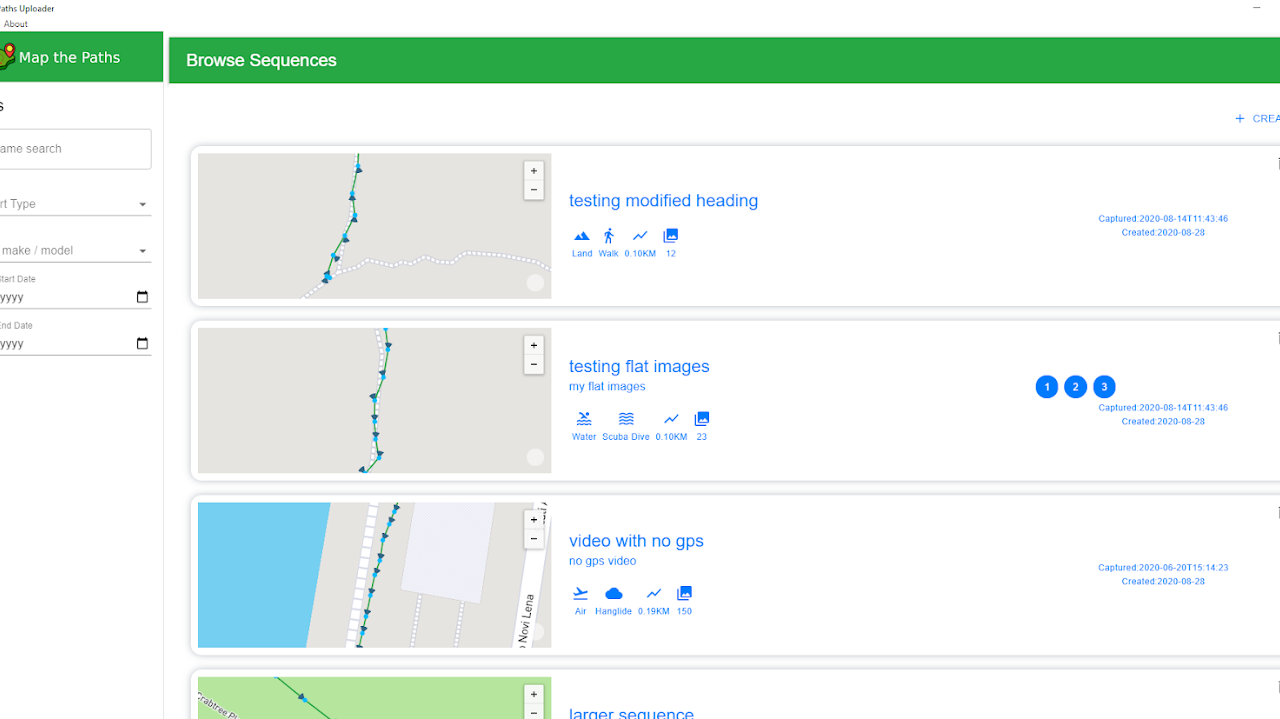 aths Uploader
About
Map the Paths
Browse Sequences
s
ame search
rt Type
make / model
Start Date
yyyy
End Date
yyyy
+ CREA
+
−
testing modified heading
Land Walk 0.10KM 12
Captured:2020-08-14T11:43:46
Created:2020-08-28
+
−
testing flat images
my flat images
Water Scuba Dive 0.10KM 23
1 2 3
Captured:2020-08-14T11:43:46
Created:2020-08-28
+
−
o Novi Lena
video with no gps
no gps video
Air Hanglide 0.19KM 150
Captured:2020-06-20T15:14:23
Created:2020-08-28
Crabtree Pl
+
−
larger sequence